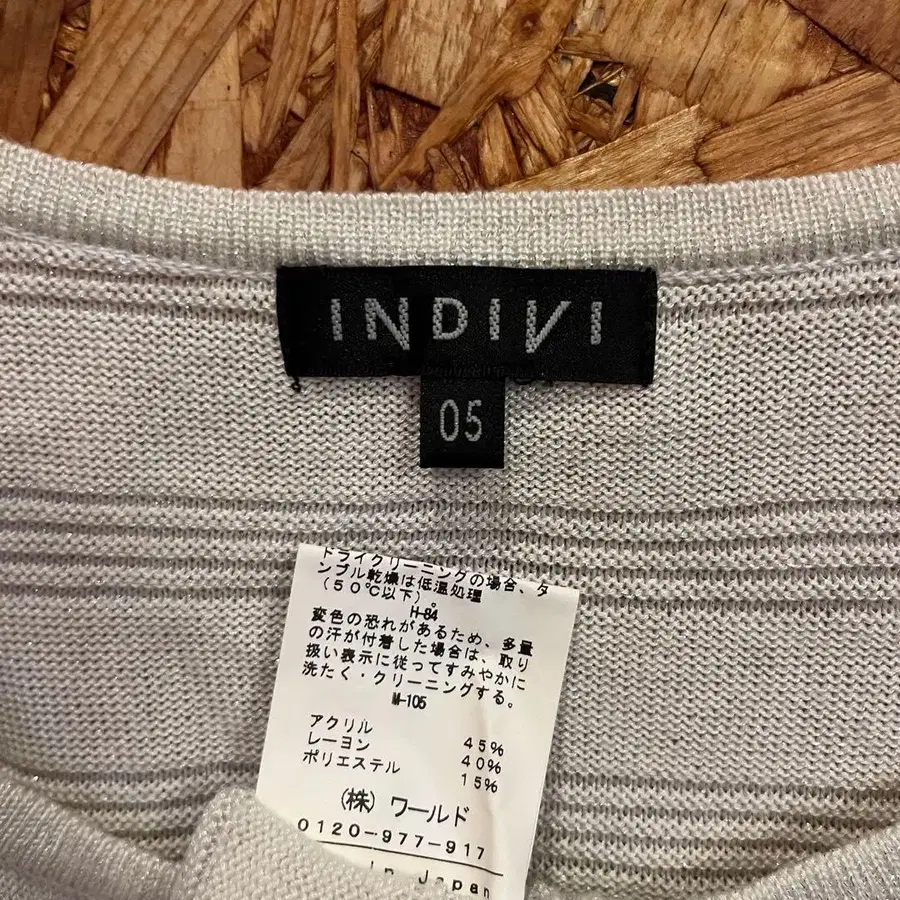 INDIVI
05
ドライクリーニングの場合、タ
ンブル乾燥は低温処理
（50℃以下）。
H-84
変色の恐れがあるため、多量
の汗が付着した場合は、取り
扱い表示に従ってすみやかに
洗たく・クリーニングする。
M-105
アクリル 45%
レーヨン 40%
ポリエステル 15%
（株）ワールド
0120-977-917
in Japan